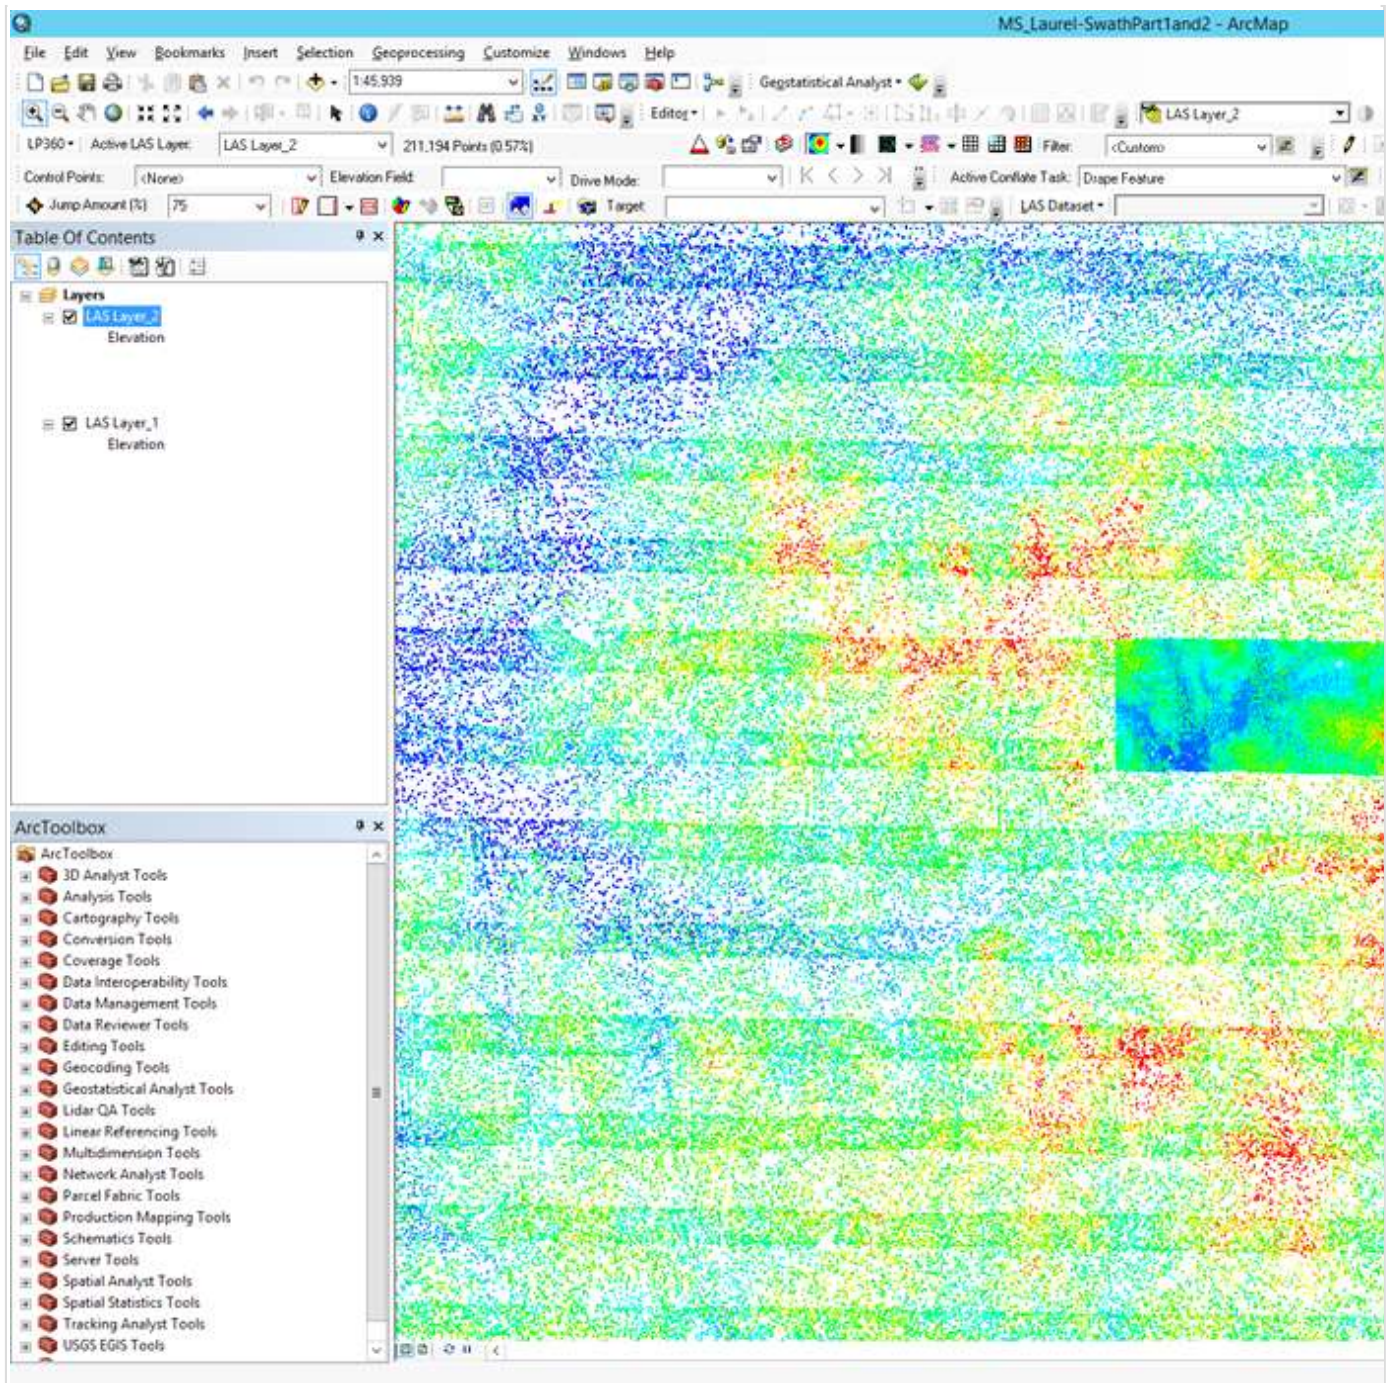 MS_Laurel-SwathPart1and2 - ArcMap
File Edit View Bookmarks Insert Selection Geoprocessing Customize Windows Help
1:45,939 Geostatistical Analyst
Editor LAS Layer_2
LP360 Active LAS Layer: LAS Layer_2 211,194 Points (0.57%) Filter: <Custom>
Control Points: <None> Elevation Field: Drive Mode: Active Conflate Task: Drape Feature
Jump Amount (%) 75 Target: LAS Dataset
Table Of Contents
Layers
LAS Layer_2
Elevation
LAS Layer_1
Elevation
ArcToolbox
ArcToolbox
3D Analyst Tools
Analysis Tools
Cartography Tools
Conversion Tools
Coverage Tools
Data Interoperability Tools
Data Management Tools
Data Reviewer Tools
Editing Tools
Geocoding Tools
Geostatistical Analyst Tools
Lidar QA Tools
Linear Referencing Tools
Multidimension Tools
Network Analyst Tools
Parcel Fabric Tools
Production Mapping Tools
Schematics Tools
Server Tools
Spatial Analyst Tools
Spatial Statistics Tools
Tracking Analyst Tools
USGS EGIS Tools